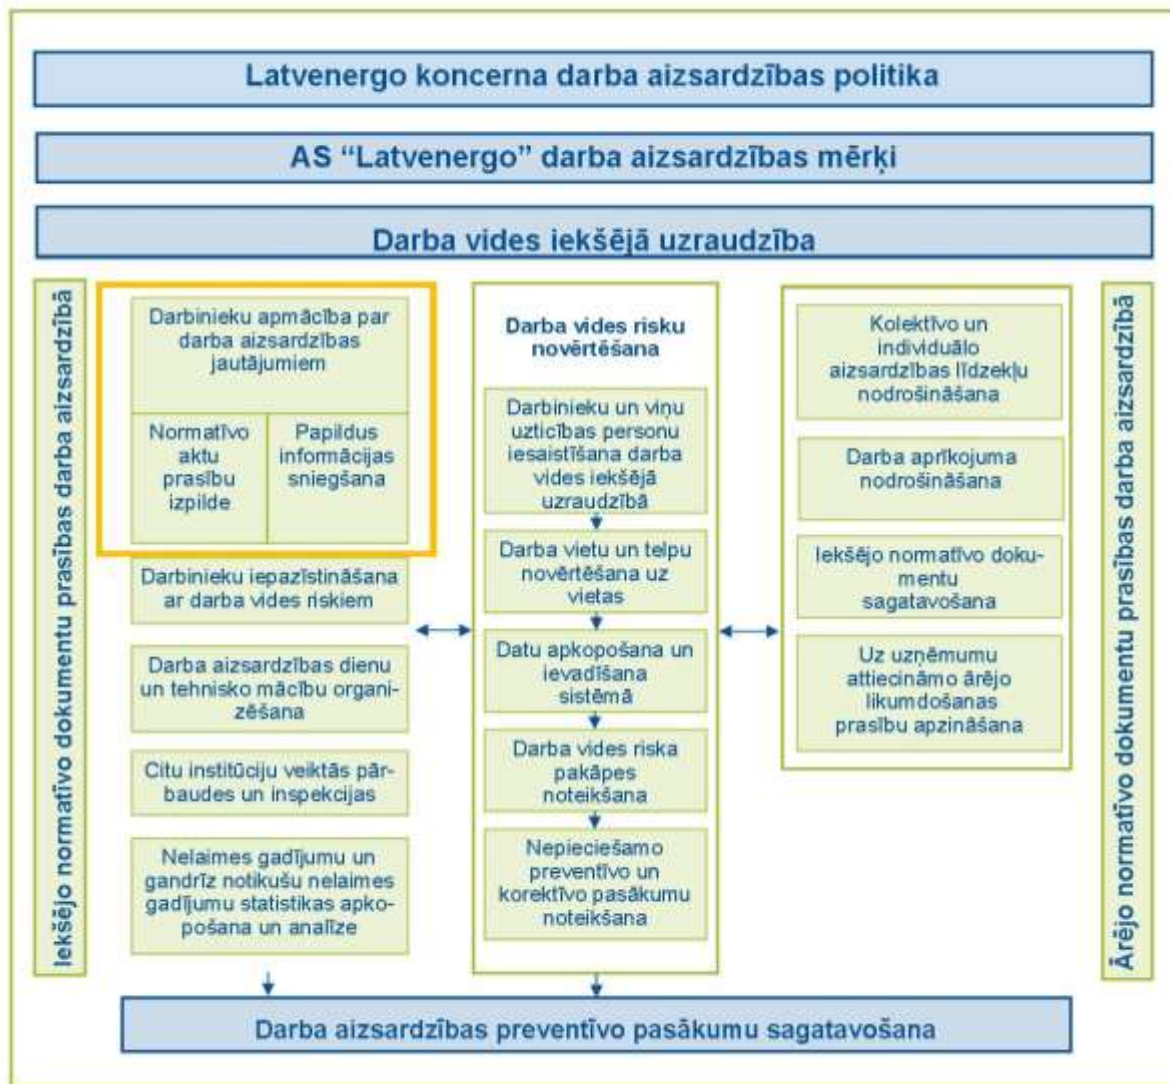 Latvenergo koncerna darba aizsardzības politika
AS “Latvenergo” darba aizsardzības mērķi
Darba vides iekšējā uzraudzība
Iekšējo normatīvo dokumentu prasības darba aizsardzībā
Darbinieku apmācība par
darba aizsardzības
jautājumiem
Normatīvo
aktu
prasību
izpilde
Papildus
informācijas
sniegšana
Darbinieku iepazīstināšana
ar darba vides riskiem
Darba aizsardzības dienu
un tehnisko mācību organi-
zēšana
Citu institūciju veiktās pār-
baudes un inspekcijas
Nelaimes gadījumu un
gandrīz notikušu nelaimes
gadījumu statistikas apko-
pošana un analīze
Darba vides risku
novērtēšana
Darbinieku un viņu
uzticības personu
iesaistīšana darba
vides iekšējā
uzraudzībā
Darba vietu un telpu
novērtēšana uz
vietas
Datu apkopošana un
ievadīšana
sistēmā
Darba vides riska
pakāpes
noteikšana
Nepieciešamo
preventīvo un
korektīvo pasākumu
noteikšana
Kolektīvo un
individuālo
aizsardzības līdzekļu
nodrošināšana
Darba aprīkojuma
nodrošināšana
Iekšējo normatīvo doku-
mentu
sagatavošana
Uz uzņēmumu
attiecināmo ārējo
likumdošanas
prasību apzināšana
Ārējo normatīvo dokumentu prasības darba aizsardzībā
Darba aizsardzības preventīvo pasākumu sagatavošana